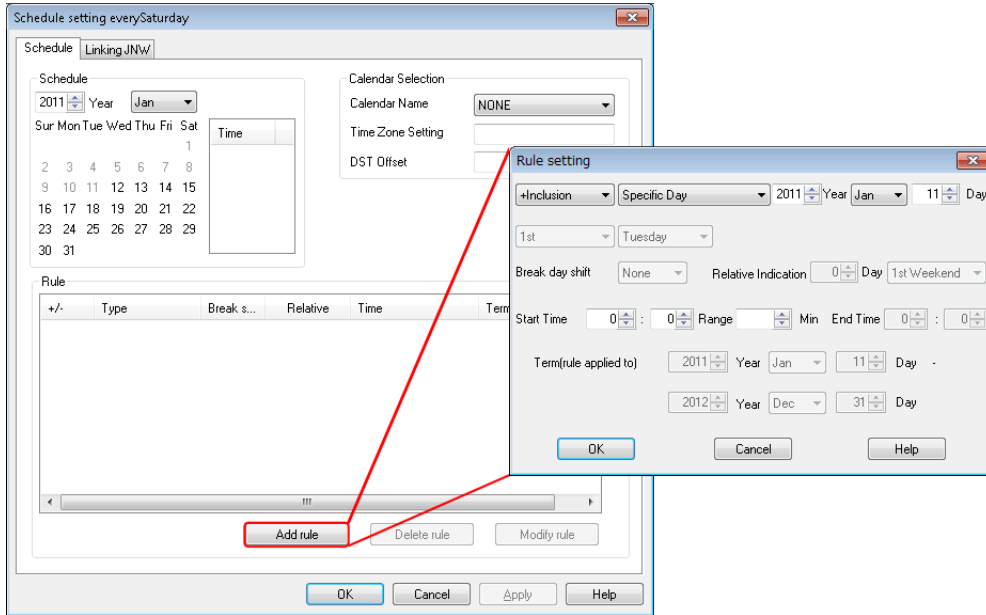 Schedule setting everySaturday
Schedule Linking JNW
Schedule
2011 Year Jan
Sur Mon Tue Wed Thu Fri Sat
1
2 3 4 5 6 7 8
9 10 11 12 13 14 15
16 17 18 19 20 21 22
23 24 25 26 27 28 29
30 31
Time
Calendar Selection
Calendar Name NONE
Time Zone Setting
DST Offset
Rule
+/- Type Break s... Relative Time Term
Add rule Delete rule Modify rule
OK Cancel Apply Help
Rule setting
+Inclusion Specific Day 2011 Year Jan 11 Day
1st Tuesday
Break day shift None Relative Indication 0 Day 1st Weekend
Start Time 0 : 0 Range Min End Time 0 : 0
Term(rule applied to) 2011 Year Jan 11 Day -
2012 Year Dec 31 Day
OK Cancel Help